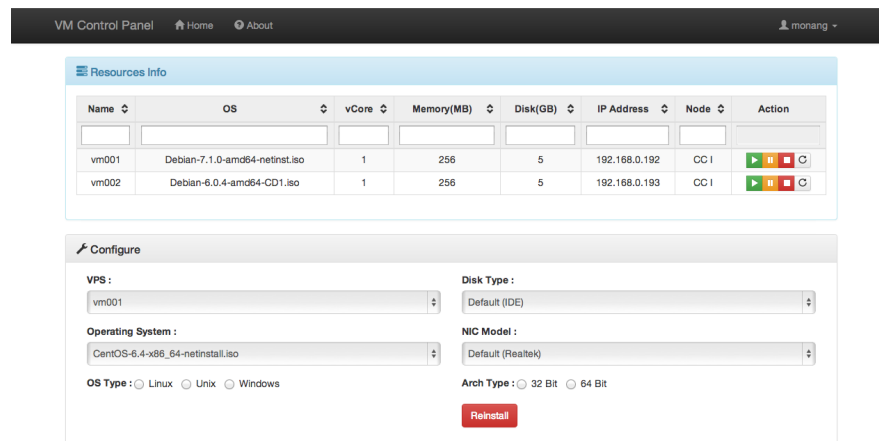 VM Control Panel Home About monang
Resources Info
Name OS vCore Memory(MB) Disk(GB) IP Address Node Action
vm001 Debian-7.1.0-amd64-netinst.iso 1 256 5 192.168.0.192 CC I
vm002 Debian-6.0.4-amd64-CD1.iso 1 256 5 192.168.0.193 CC I
Configure
VPS : Disk Type :
vm001 Default (IDE)
Operating System : NIC Model :
CentOS-6.4-x86_64-netinstall.iso Default (Realtek)
OS Type : Linux Unix Windows Arch Type : 32 Bit 64 Bit
Reinstall